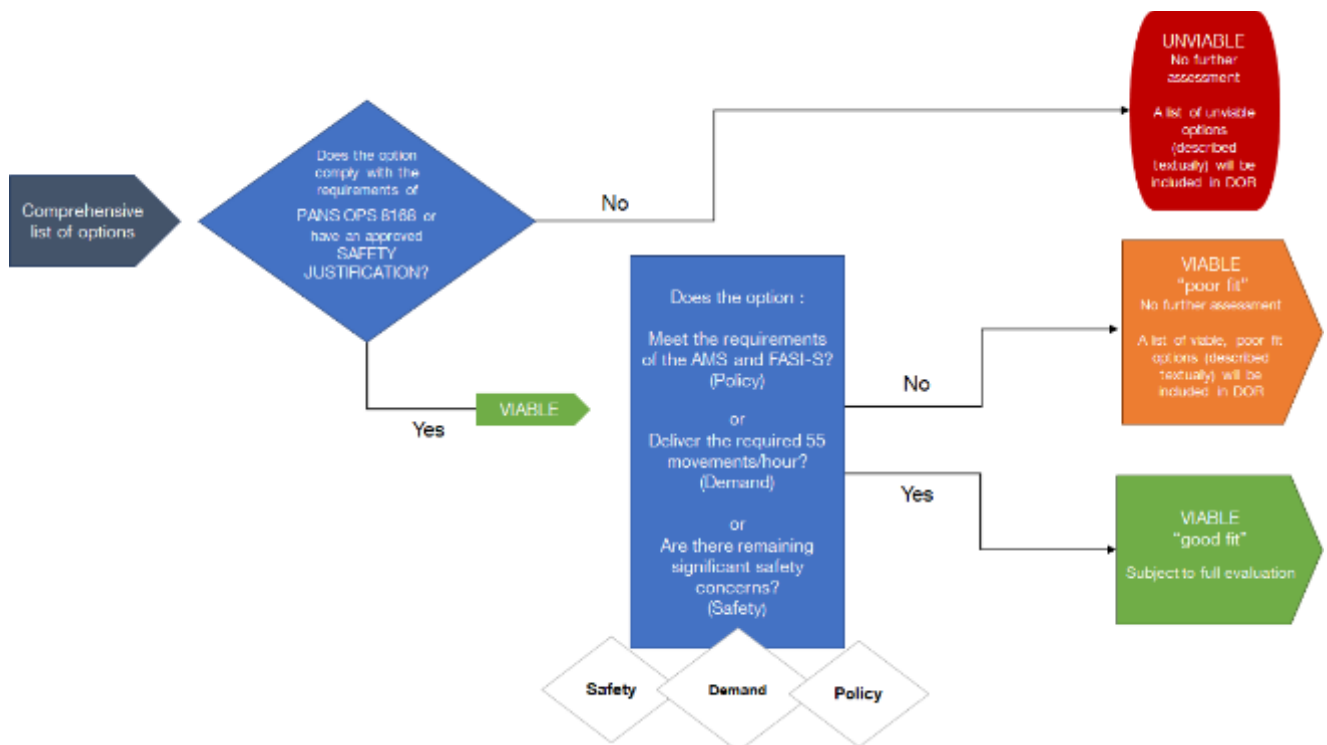 Comprehensive
list of options
Does the option
comply with the
requirements of
PANS OPS 8168 or
have an approved
SAFETY
JUSTIFICATION?
No
Yes
VIABLE
Does the option :
Meet the requirements
of the AMS and FASI-S?
(Policy)
or
Deliver the required 55
movements/hour?
(Demand)
or
Are there remaining
significant safety
concerns?
(Safety)
Safety
Demand
Policy
No
Yes
UNVIABLE
No further
assessment
A list of unviable
options
(described
textually) will be
included in DOR
VIABLE
"poor fit"
No further assessment
A list of viable, poor fit
options (described
textually) will be
included in DOR
VIABLE
"good fit"
Subject to full evaluation